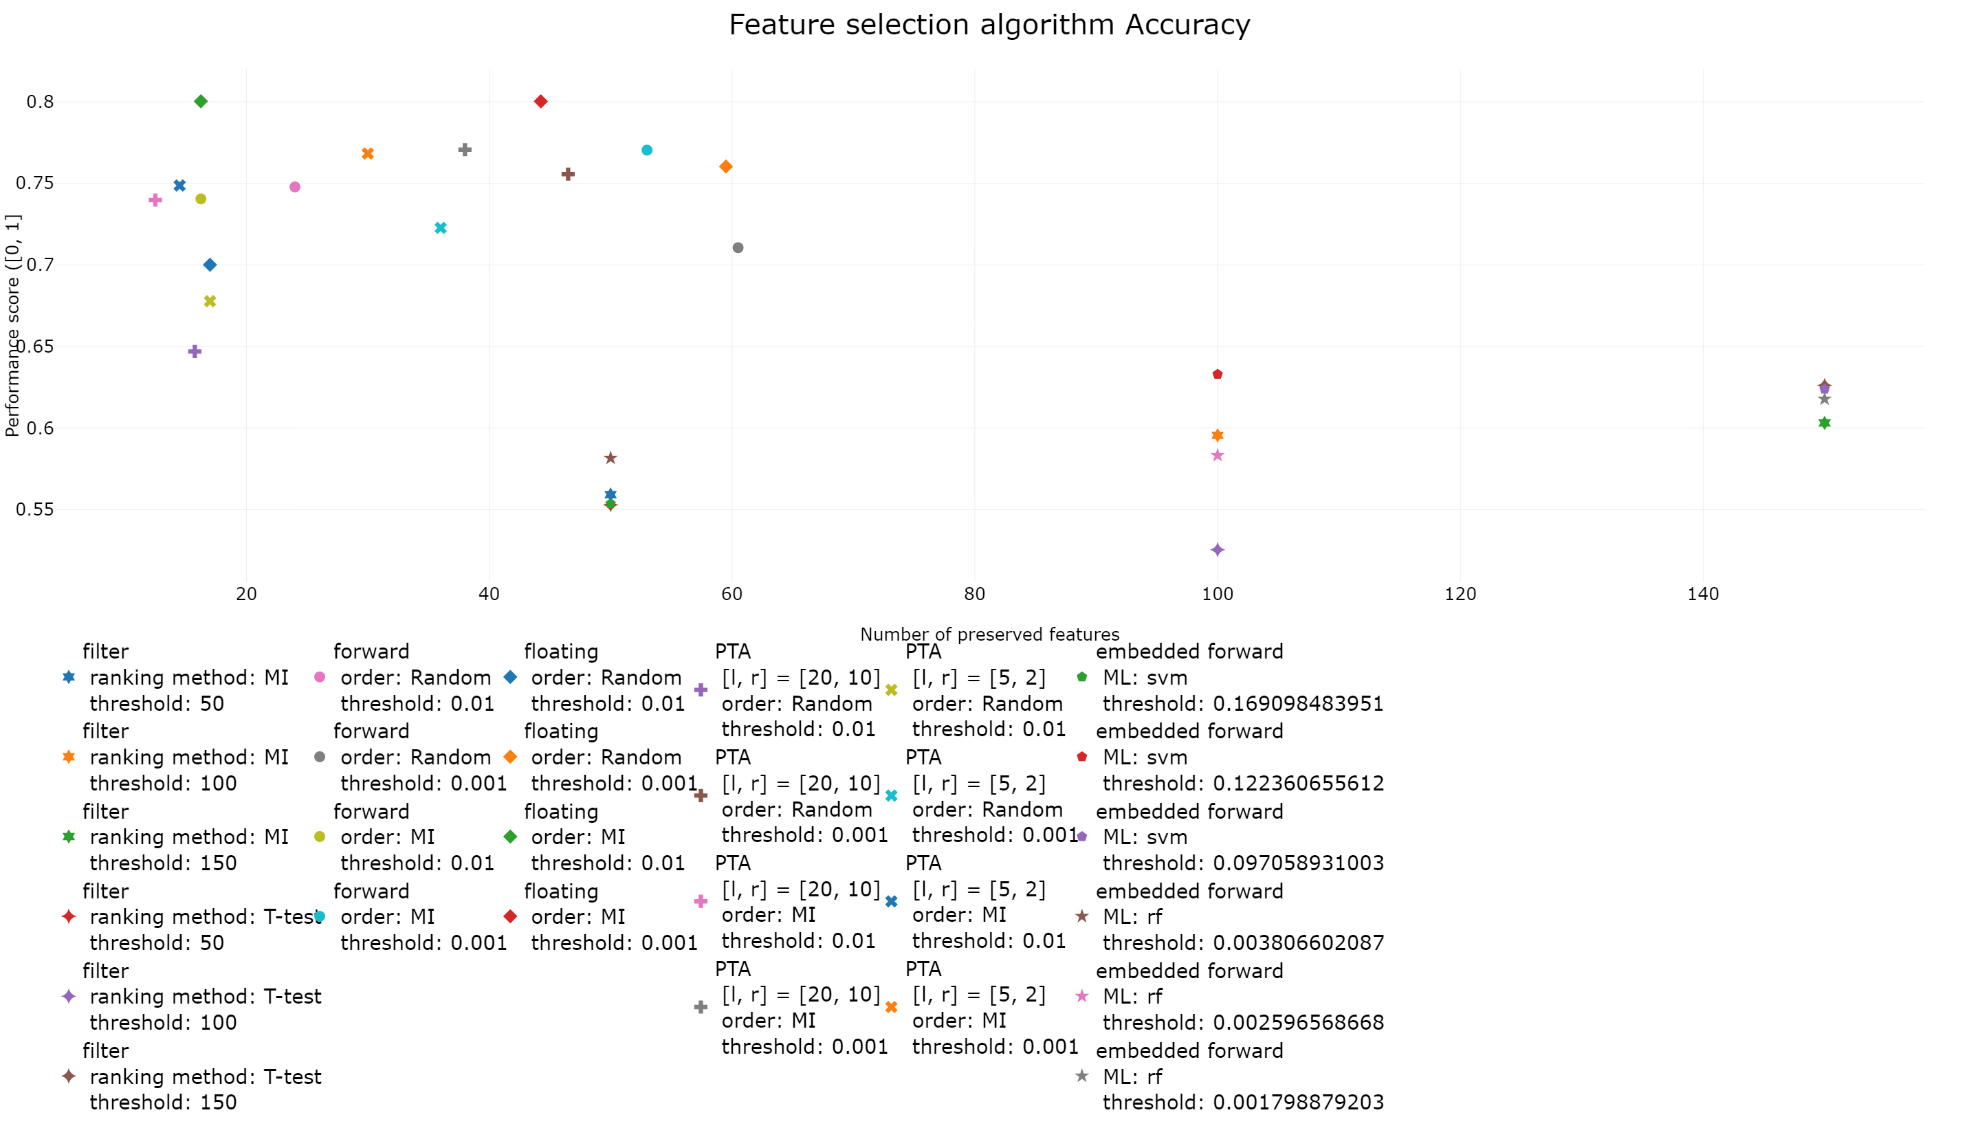 Feature selection algorithm Accuracy
Performance score ([0, 1]
0.8
0.75
0.7
0.65
0.6
0.55
20
40
60
80
100
120
140
Number of preserved features
filter
ranking method: MI
threshold: 50
filter
ranking method: MI
threshold: 100
filter
ranking method: MI
threshold: 150
filter
ranking method: T-test
threshold: 50
filter
ranking method: T-test
threshold: 100
filter
ranking method: T-test
threshold: 150
forward
order: Random
threshold: 0.01
forward
order: Random
threshold: 0.001
forward
order: MI
threshold: 0.01
forward
order: MI
threshold: 0.001
floating
order: Random
threshold: 0.01
floating
order: Random
threshold: 0.001
floating
order: MI
threshold: 0.01
floating
order: MI
threshold: 0.001
PTA
[l, r] = [20, 10]
order: Random
threshold: 0.01
PTA
[l, r] = [20, 10]
order: Random
threshold: 0.001
PTA
[l, r] = [20, 10]
order: MI
threshold: 0.01
PTA
[l, r] = [20, 10]
order: MI
threshold: 0.001
PTA
[l, r] = [5, 2]
order: Random
threshold: 0.01
PTA
[l, r] = [5, 2]
order: Random
threshold: 0.001
PTA
[l, r] = [5, 2]
order: MI
threshold: 0.01
PTA
[l, r] = [5, 2]
order: MI
threshold: 0.001
embedded forward
ML: svm
threshold: 0.169098483951
embedded forward
ML: svm
threshold: 0.122360655612
embedded forward
ML: svm
threshold: 0.097058931003
embedded forward
ML: rf
threshold: 0.003806602087
embedded forward
ML: rf
threshold: 0.002596568668
embedded forward
ML: rf
threshold: 0.001798879203